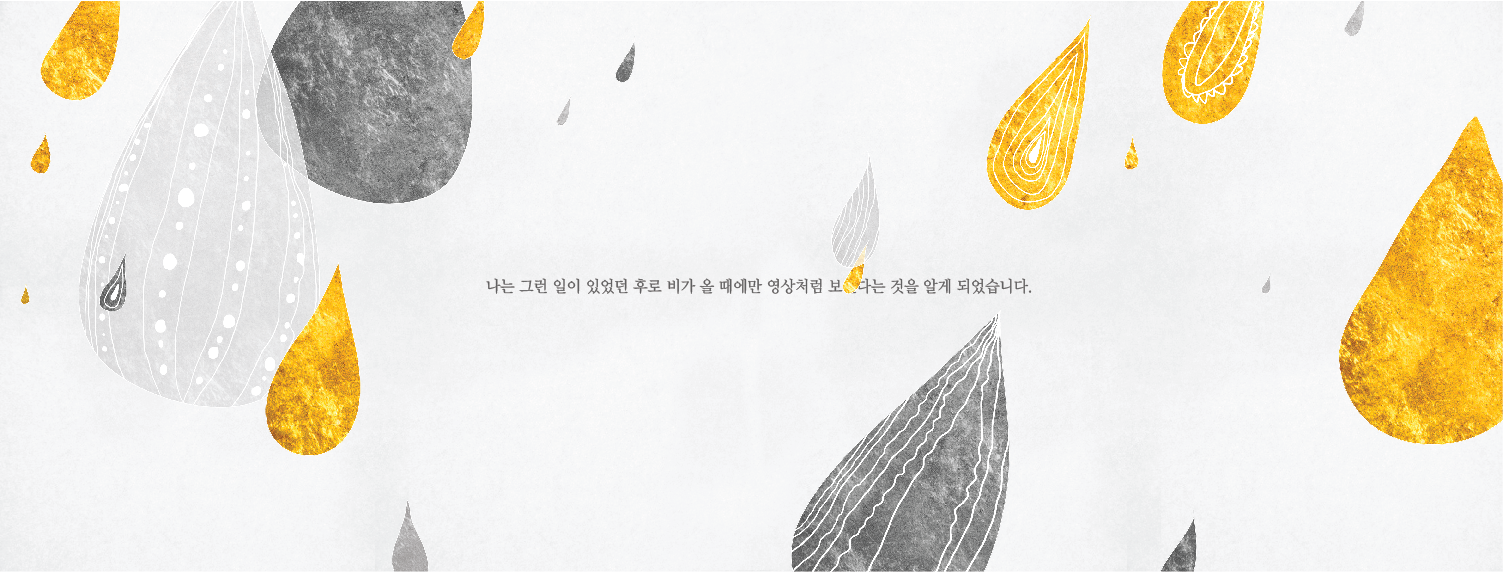 나는 그런 일이 있었던 후로 비가 올 때에만 영상처럼 것을 알게 되었습니다.